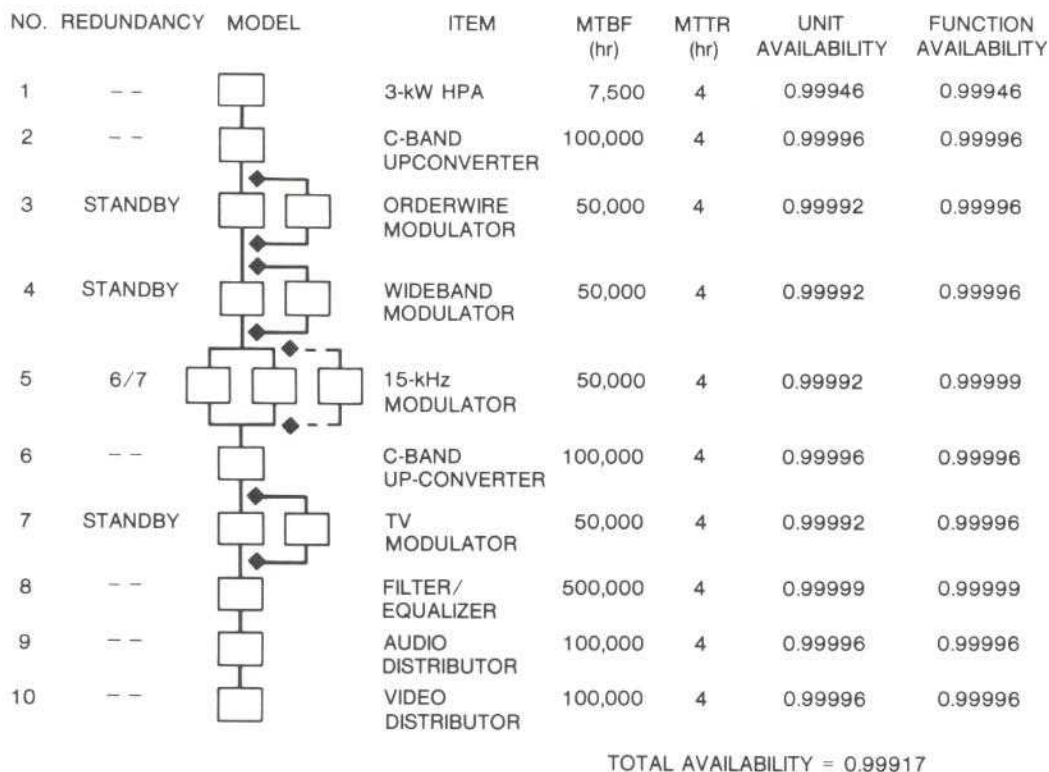 NO. REDUNDANCY MODEL ITEM MTBF (hr) MTTR (hr) UNIT AVAILABILITY FUNCTION AVAILABILITY
1 -- 3-kW HPA 7,500 4 0.99946 0.99946
2 -- C-BAND UPCONVERTER 100,000 4 0.99996 0.99996
3 STANDBY ORDERWIRE MODULATOR 50,000 4 0.99992 0.99996
4 STANDBY WIDEBAND MODULATOR 50,000 4 0.99992 0.99996
5 6/7 15-kHz MODULATOR 50,000 4 0.99992 0.99999
6 -- C-BAND UP-CONVERTER 100,000 4 0.99996 0.99996
7 STANDBY TV MODULATOR 50,000 4 0.99992 0.99996
8 -- FILTER/ EQUALIZER 500,000 4 0.99999 0.99999
9 -- AUDIO DISTRIBUTOR 100,000 4 0.99996 0.99996
10 -- VIDEO DISTRIBUTOR 100,000 4 0.99996 0.99996
TOTAL AVAILABILITY = 0.99917